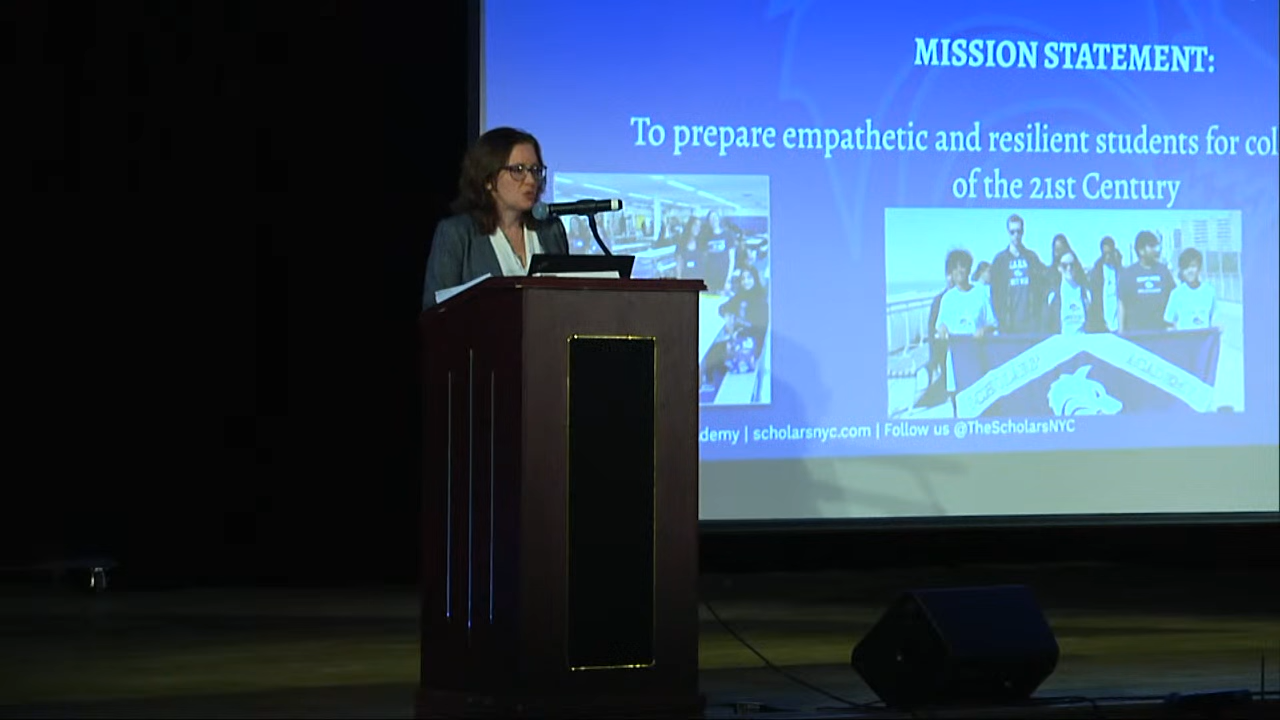 MISSION STATEMENT:
To prepare empathetic and resilient students for col
of the 21st Century
demy | scholarsnyc.com | Follow us @TheScholarsNYC